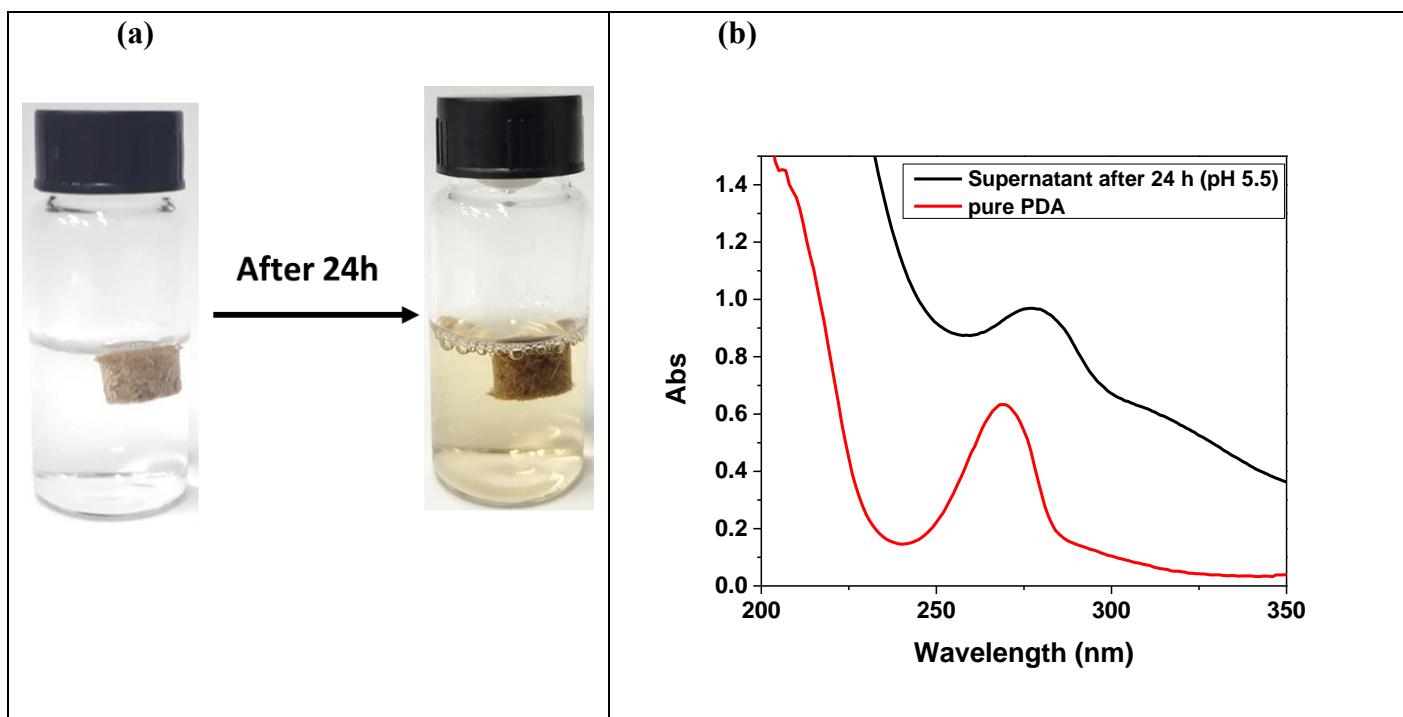 (a)
After 24h
(b)
Supernatant after 24 h (pH 5.5)
pure PDA
1.4
1.2
1.0
0.8
0.6
0.4
0.2
0.0
Abs
200
250
300
350
Wavelength (nm)